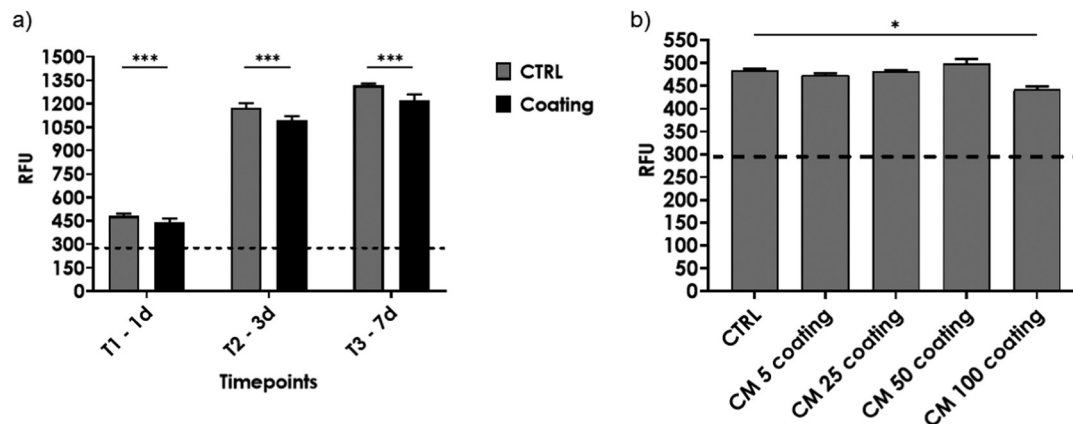 a)
1500
1350
1200
1050
900
750
600
450
300
150
0
RFU
***
***
***
CTRL
Coating
T1 - 1d
T2 - 3d
T3 - 7d
Timepoints
b)
550
500
450
400
350
300
250
200
150
100
50
0
RFU
*
CTRL
CM 5 coating
CM 25 coating
CM 50 coating
CM 100 coating